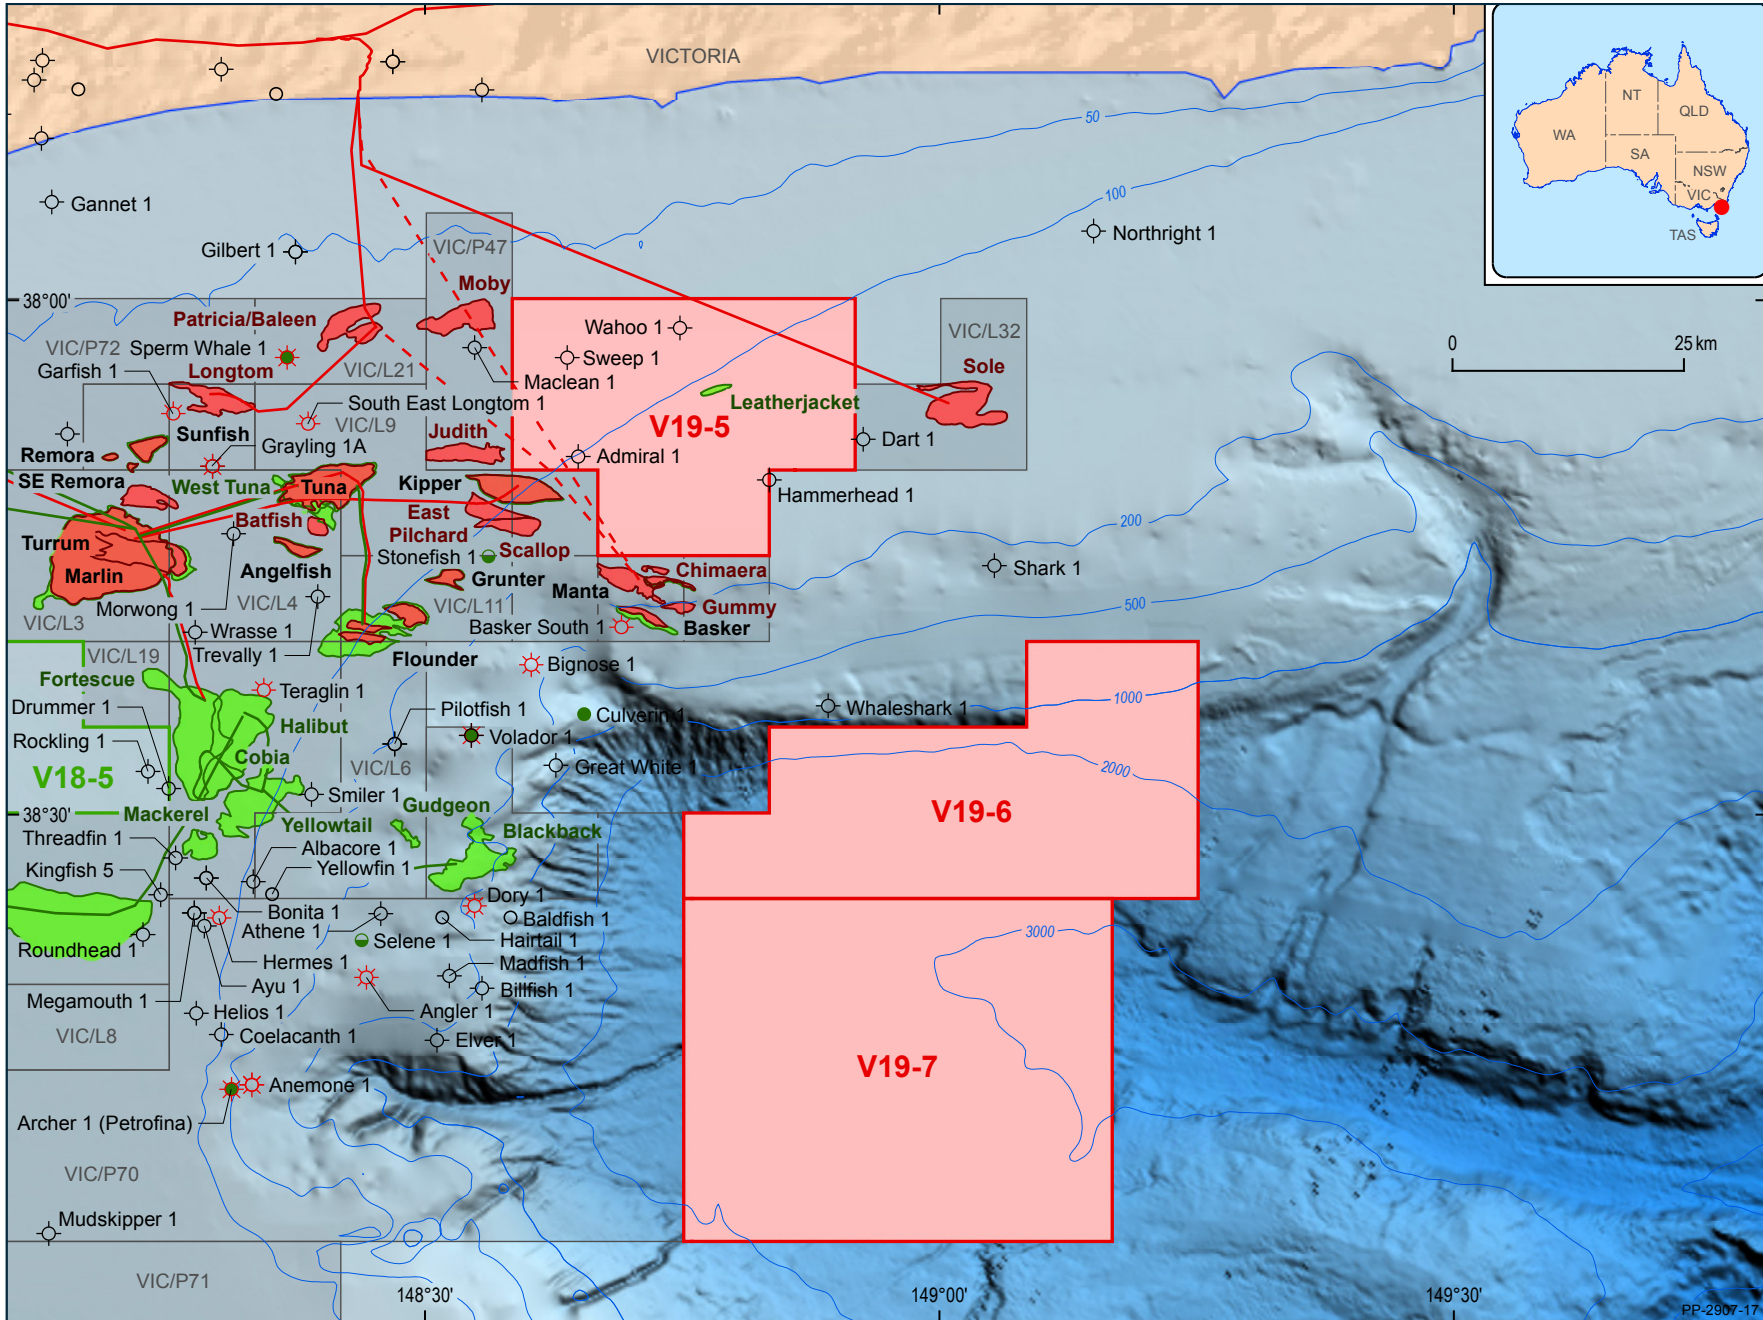 VICTORIA
NT
QLD
WA
SA
NSW
VIC
TAS
50
100
Gannet 1
Gilbert 1
VIC/P47
Northright 1
Moby
38°00'
Patricia/Baleen
Wahoo 1
VIC/L32
0
25 km
VIC/P72
Sperm Whale 1
Sweep 1
Garfish 1
Longtom
VIC/L21
Maclean 1
Sole
South East Longtom 1
Leatherjacket
VIC/L9
Sunfish
Judith
V19-5
Dart 1
Remora
Grayling 1A
Admiral 1
SE Remora
West Tuna
Tuna
Kipper
Hammerhead 1
Batfish
East
Pilchard
200
Turrum
Stonefish 1
Scallop
Marlin
Angelfish
Grunter
Manta
Chimaera
Shark 1
Morwong 1
VIC/L4
VIC/L11
Gummy
500
VIC/L3
Wrasse 1
Basker South 1
Basker
Trevally 1
VIC/L19
Flounder
Bignose 1
Fortescue
Teraglin 1
1000
Drummer 1
Pilotfish 1
Culverin 1
Whaleshark 1
Halibut
Rockling 1
Volador 1
Cobia
V18-5
VIC/L6
Great White 1
2000
Smiler 1
Gudgeon
V19-6
38°30'
Mackerel
Yellowtail
Blackback
Threadfin 1
Albacore 1
Kingfish 5
Yellowfin 1
Dory 1
Bonita 1
Baldfish 1
Athene 1
3000
Roundhead 1
Selene 1
Hairtail 1
Hermes 1
Madfish 1
Ayu 1
Billfish 1
Megamouth 1
Helios 1
Angler 1
VIC/L8
Coelacanth 1
Elver 1
V19-7
Anemone 1
Archer 1 (Petrofina)
VIC/P70
Mudskipper 1
VIC/P71
148°30'
149°00'
149°30'
PP-2907-17